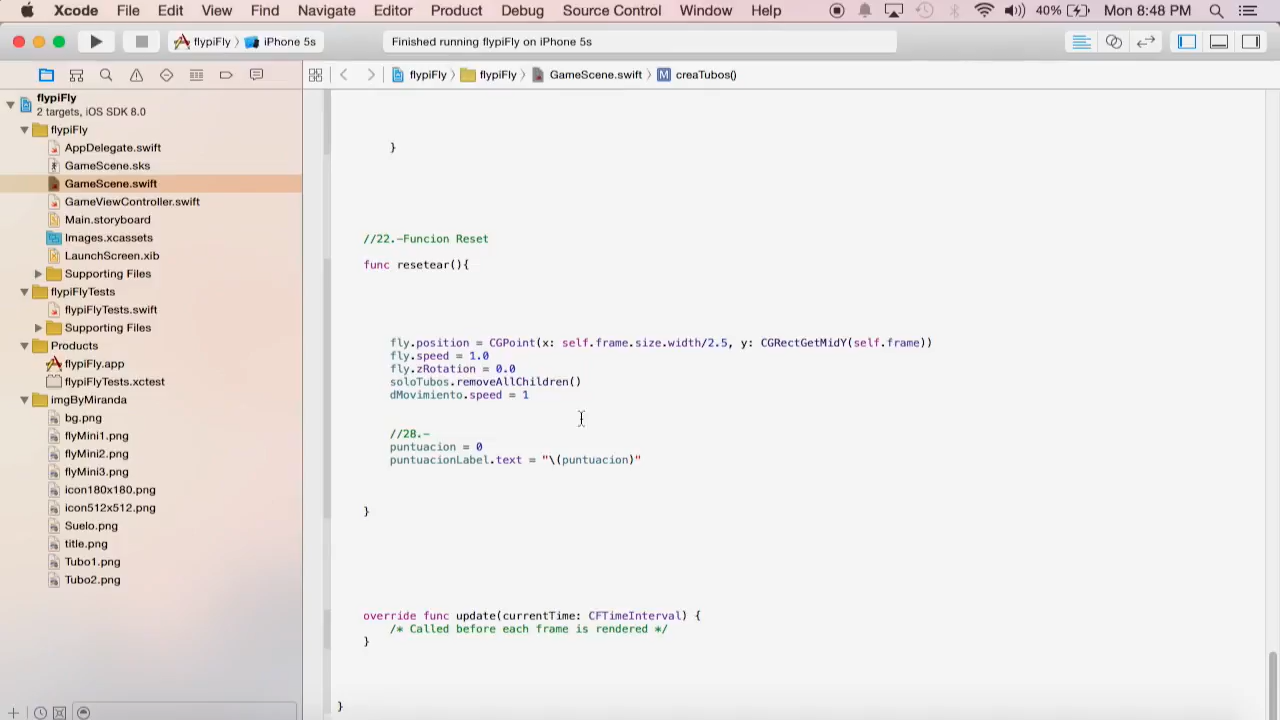 Xcode File Edit View Find Navigate Editor Product Debug Source Control Window Help 40% Mon 8:48 PM
flypiFly iPhone 5s Finished running flypiFly on iPhone 5s
flypiFly flypiFly GameScene.swift M creaTubos()
flypiFly
2 targets, iOS SDK 8.0
flypiFly
AppDelegate.swift
GameScene.sks
GameScene.swift
GameViewController.swift
Main.storyboard
Images.xcassets
LaunchScreen.xib
Supporting Files
flypiFlyTests
flypiFlyTests.swift
Supporting Files
Products
flypiFly.app
flypiFlyTests.xctest
imgByMiranda
bg.png
flyMini1.png
flyMini2.png
flyMini3.png
icon180x180.png
icon512x512.png
Suelo.png
title.png
Tubo1.png
Tubo2.png
}
//22.-Funcion Reset
func resetear(){
fly.position = CGPoint(x: self.frame.size.width/2.5, y: CGRectGetMidY(self.frame))
fly.speed = 1.0
fly.zRotation = 0.0
soloTubos.removeAllChildren()
dMovimiento.speed = 1
//28.-
puntuacion = 0
puntuacionLabel.text = "\(puntuacion)"
}
override func update(currentTime: CFTimeInterval) {
/* Called before each frame is rendered */
}
}